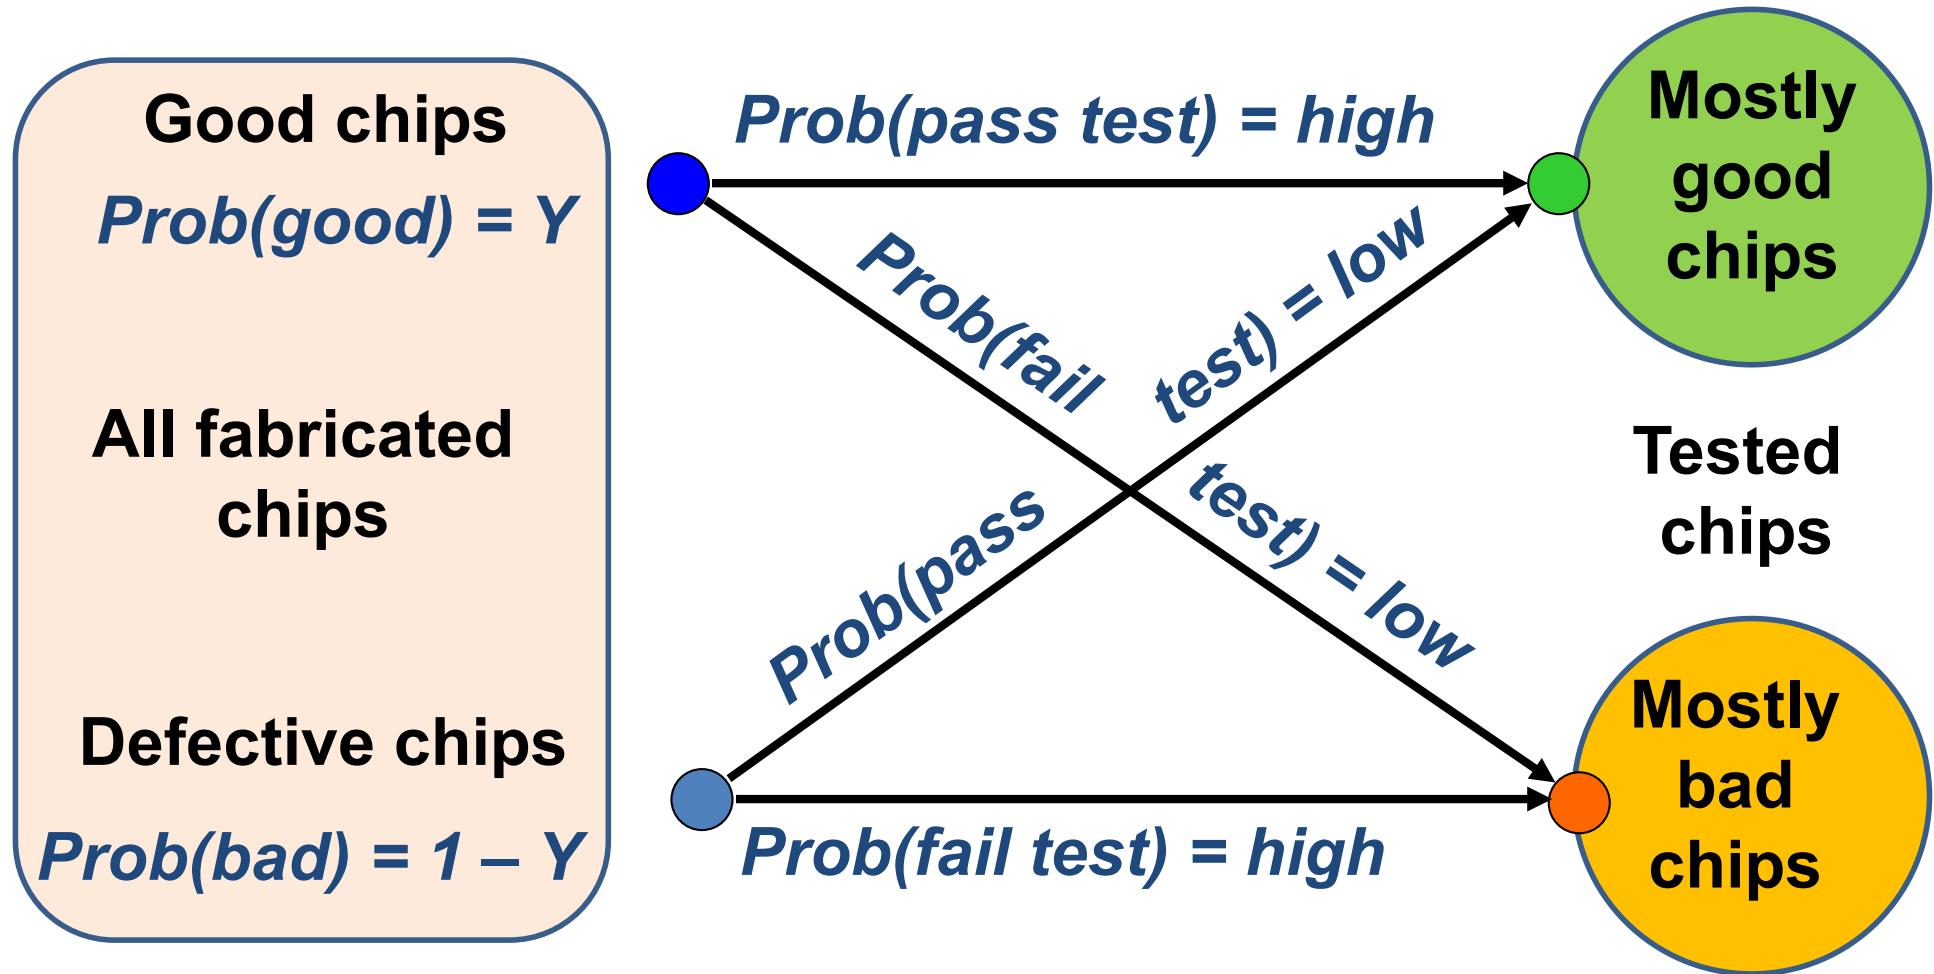 Good chips
Prob(good) = Y
All fabricated
chips
Defective chips
Prob(bad) = 1 – Y
Prob(pass test) = high
Prob(fail test) = low
Prob(pass test) = low
Prob(fail test) = high
Mostly
good
chips
Tested
chips
Mostly
bad
chips